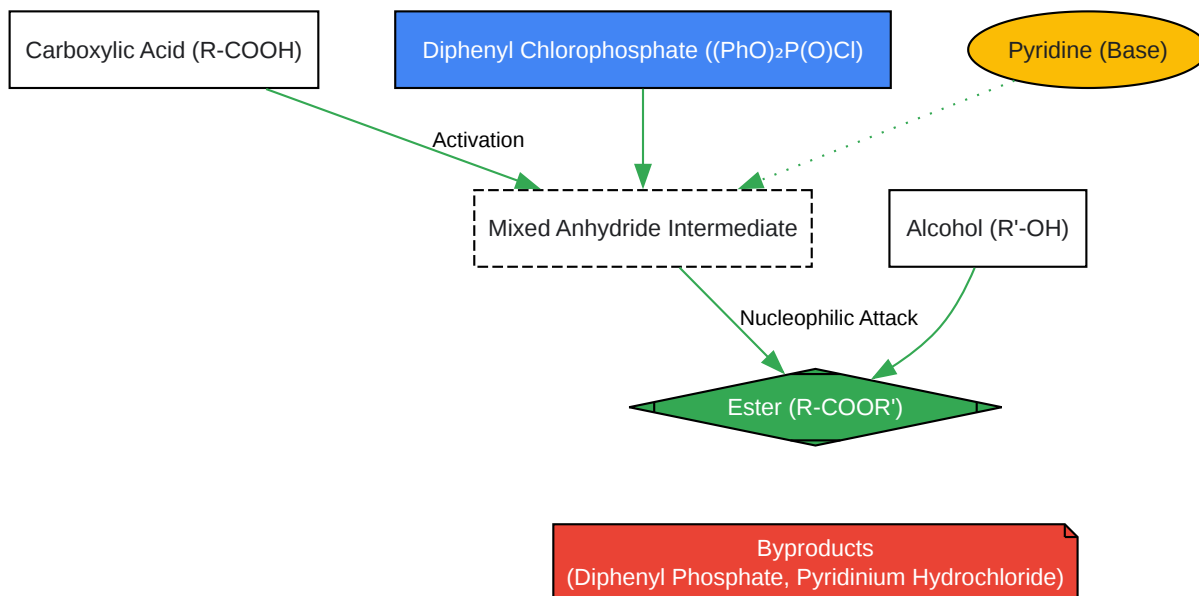 Carboxylic Acid (R-COOH)
Diphenyl Chlorophosphate ((PhO)₂P(O)Cl)
Pyridine (Base)
Activation
Mixed Anhydride Intermediate
Alcohol (R'-OH)
Nucleophilic Attack
Ester (R-COOR')
Byproducts
(Diphenyl Phosphate, Pyridinium Hydrochloride)